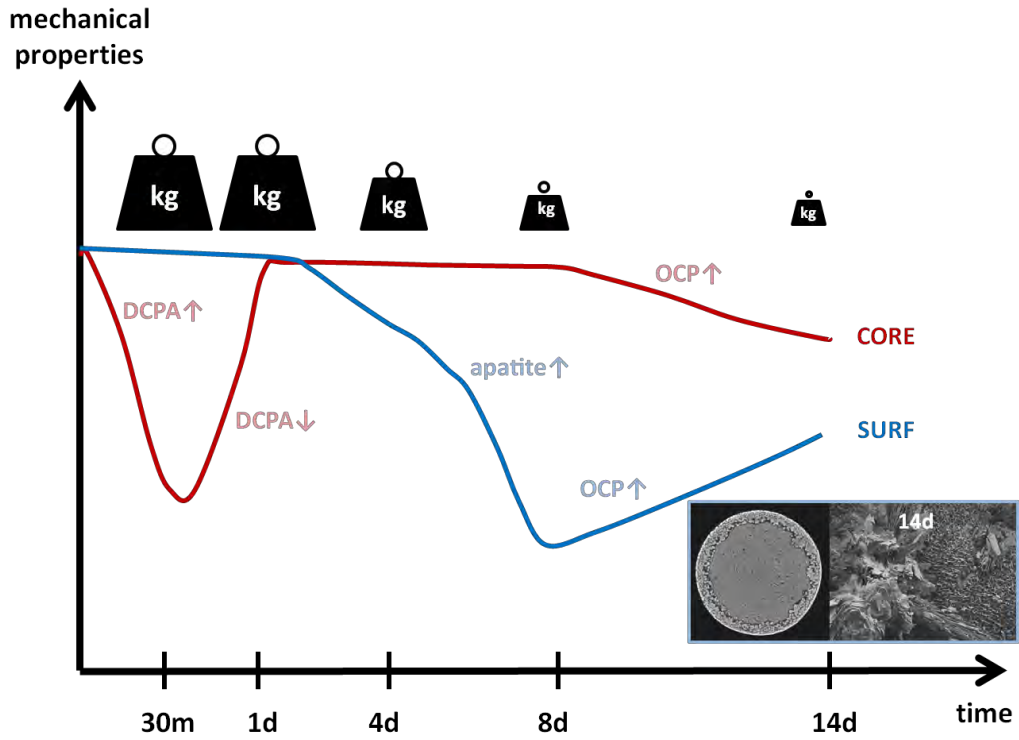 mechanical
properties
kg
kg
kg
kg
kg
DCPA↑
OCP↑
CORE
apatite↑
DCPA↓
SURF
OCP↑
14d
30m
1d
4d
8d
14d
time